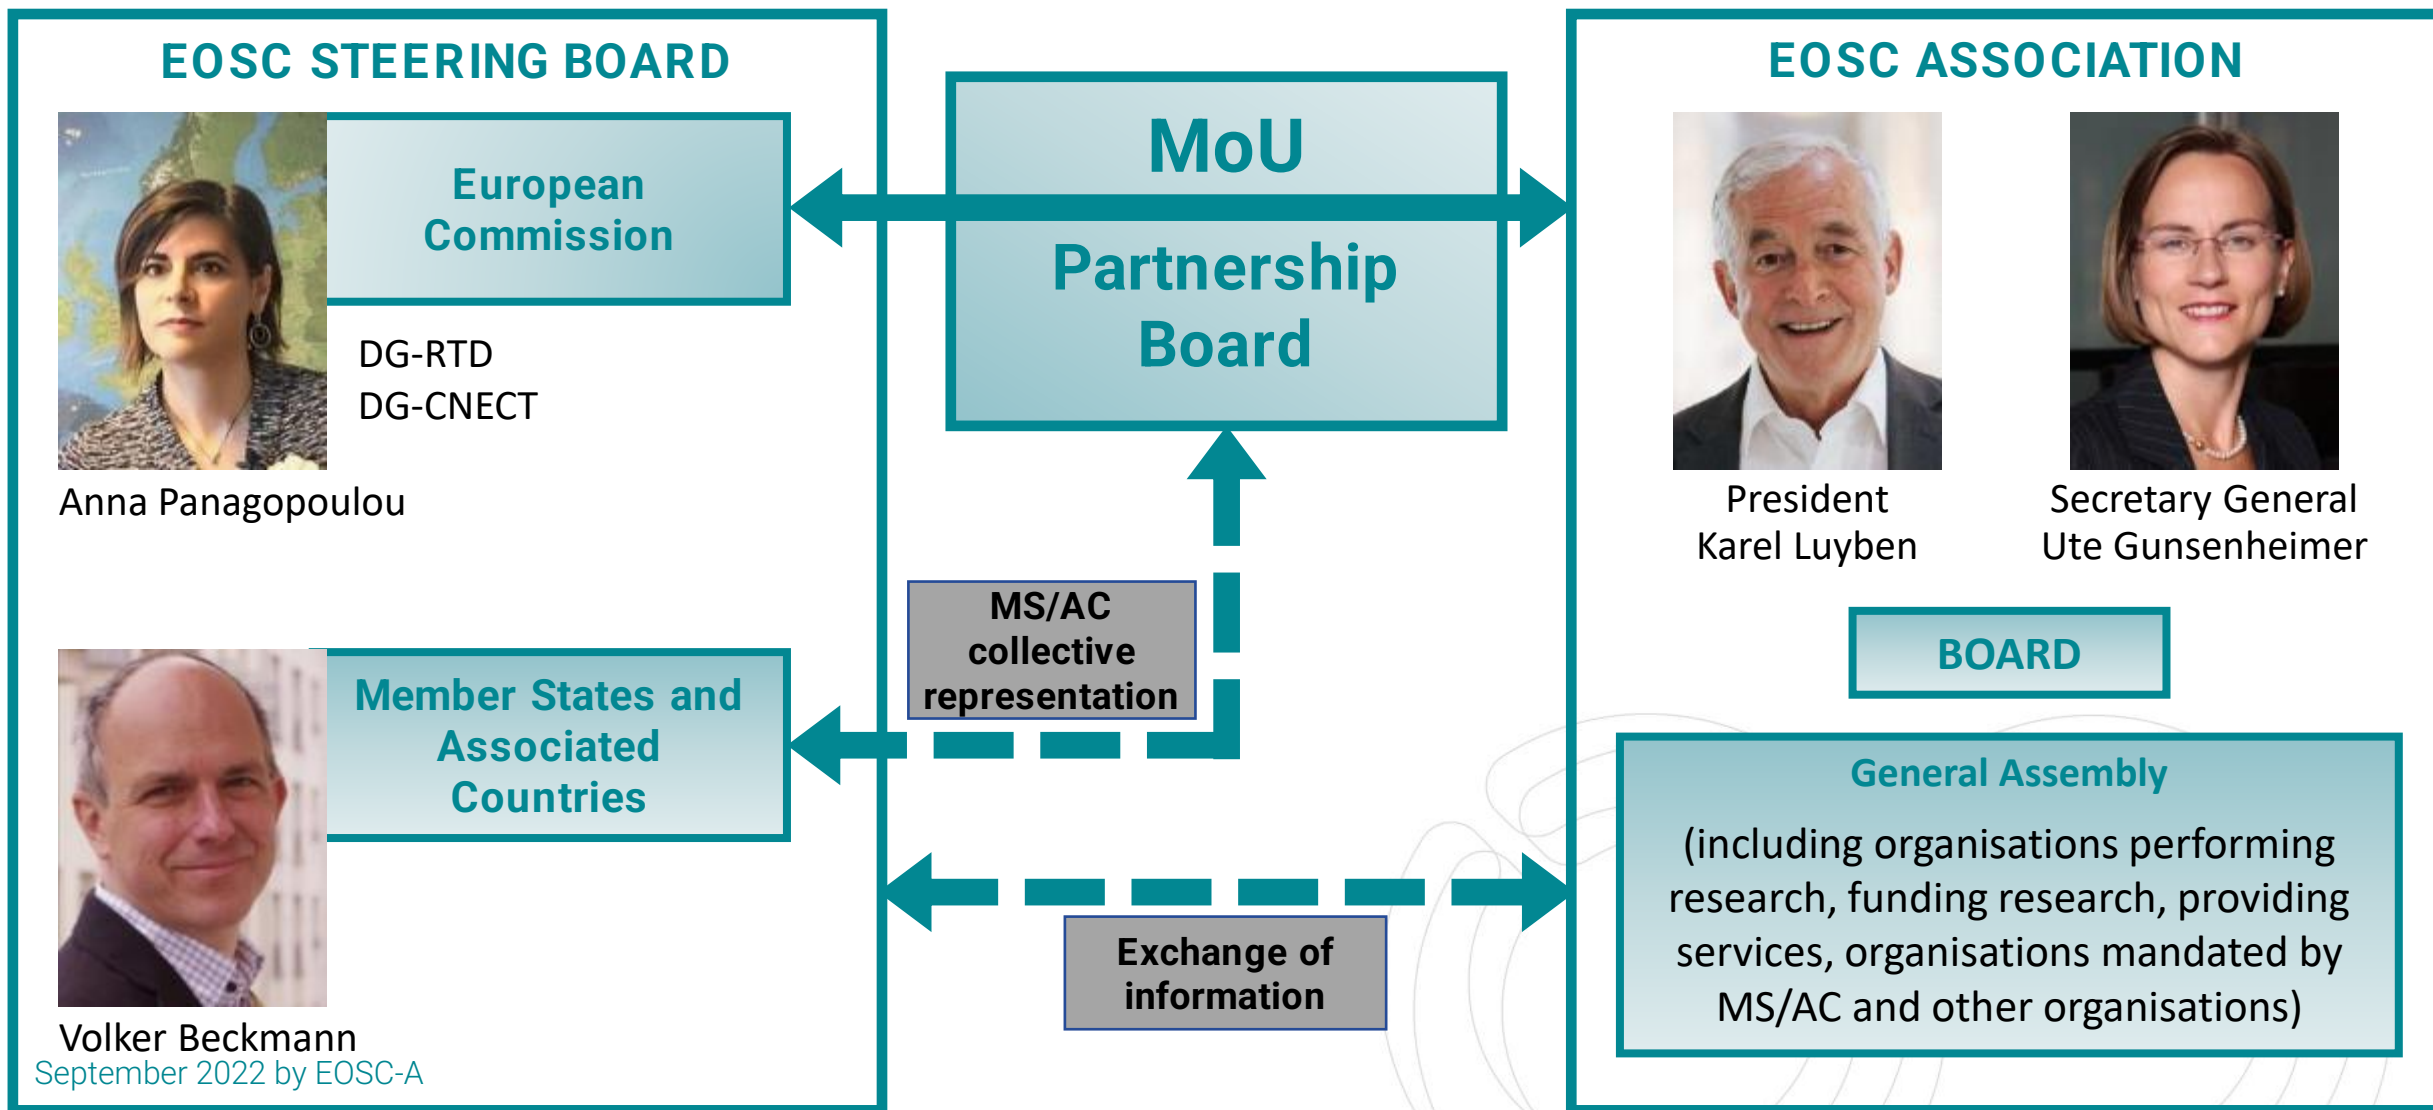 EOSC STEERING BOARD
European
Commission
DG-RTD
DG-CNECT
Anna Panagopoulou
Member States and
Associated
Countries
Volker Beckmann
September 2022 by EOSC-A
MoU
Partnership
Board
MS/AC
collective
representation
Exchange of
information
EOSC ASSOCIATION
President
Karel Luyben
Secretary General
Ute Gunsenheimer
BOARD
General Assembly
(including organisations performing
research, funding research, providing
services, organisations mandated by
MS/AC and other organisations)